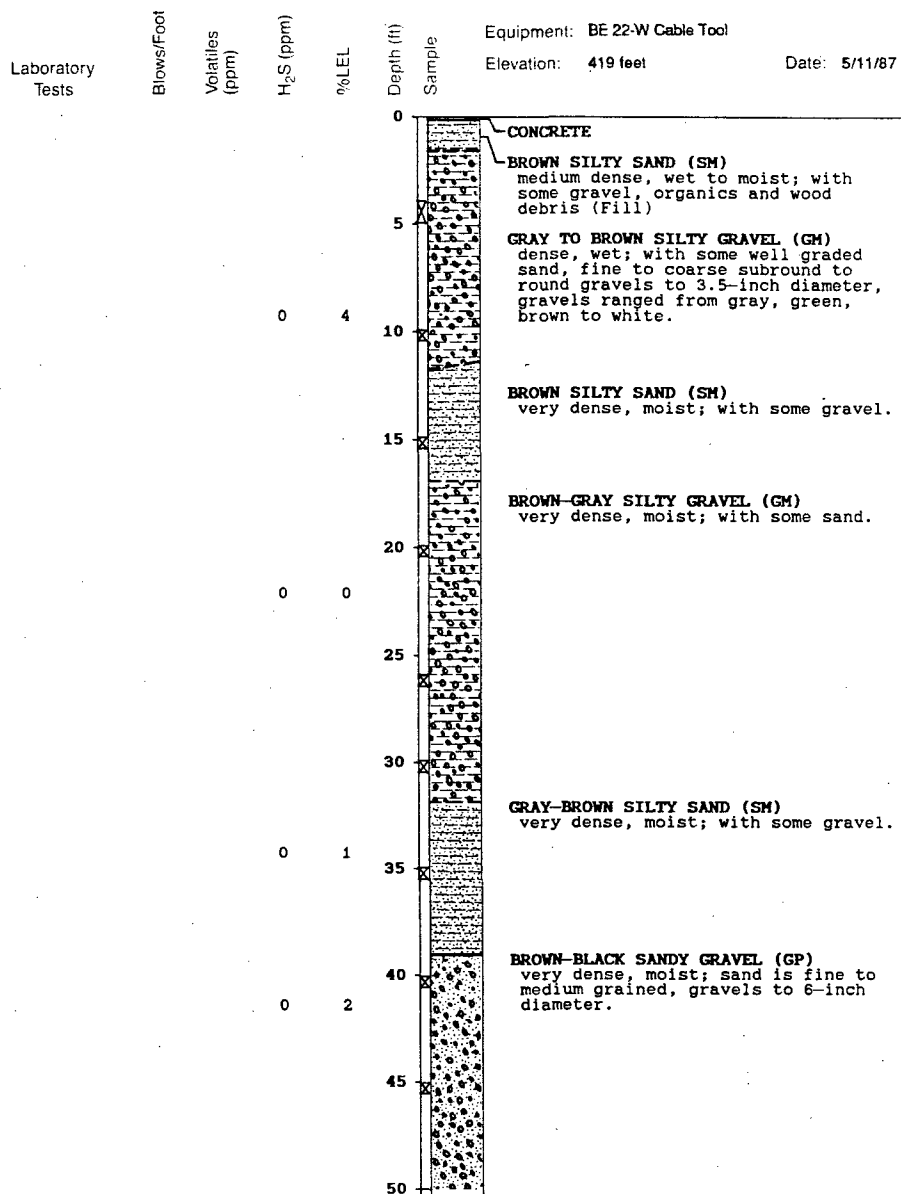 Equipment: BE 22-W Cable Tool
Elevation: 419 feet Date: 5/11/87
Laboratory Tests
Blows/Foot
Volatiles (ppm)
H₂S (ppm)
%LEL
Depth (ft)
Sample
0
CONCRETE
BROWN SILTY SAND (SM)
medium dense, wet to moist; with
some gravel, organics and wood
debris (Fill)
5
GRAY TO BROWN SILTY GRAVEL (GM)
dense, wet; with some well graded
sand, fine to coarse subround to
round gravels to 3.5-inch diameter,
gravels ranged from gray, green,
brown to white.
0 4
10
BROWN SILTY SAND (SM)
very dense, moist; with some gravel.
15
BROWN-GRAY SILTY GRAVEL (GM)
very dense, moist; with some sand.
20
0 0
25
30
GRAY-BROWN SILTY SAND (SM)
very dense, moist; with some gravel.
0 1
35
BROWN-BLACK SANDY GRAVEL (GP)
very dense, moist; sand is fine to
medium grained, gravels to 6-inch
diameter.
40
0 2
45
50